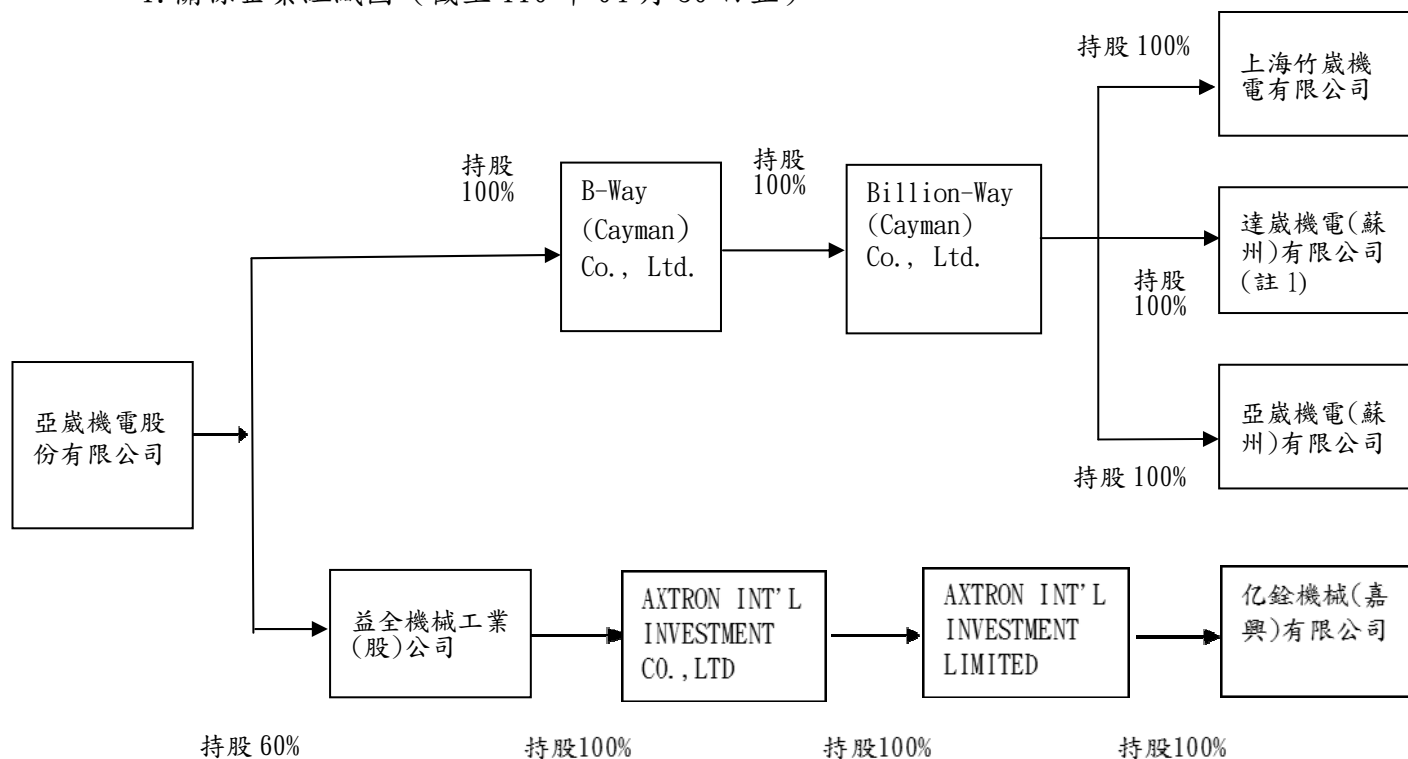 持股 100%
上海竹崴機
電有限公司
持股
100%
B-Way
(Cayman)
Co., Ltd.
持股
100%
Billion-Way
(Cayman)
Co., Ltd.
達崴機電(蘇
州)有限公司
(註 1)
持股
100%
亞崴機電股
份有限公司
亞崴機電(蘇
州)有限公司
持股 100%
益全機械工業
(股)公司
AXTRON INT'L
INVESTMENT
CO.,LTD
AXTRON INT'L
INVESTMENT
LIMITED
亿銓機械(嘉
興)有限公司
持股 60%
持股100%
持股100%
持股100%